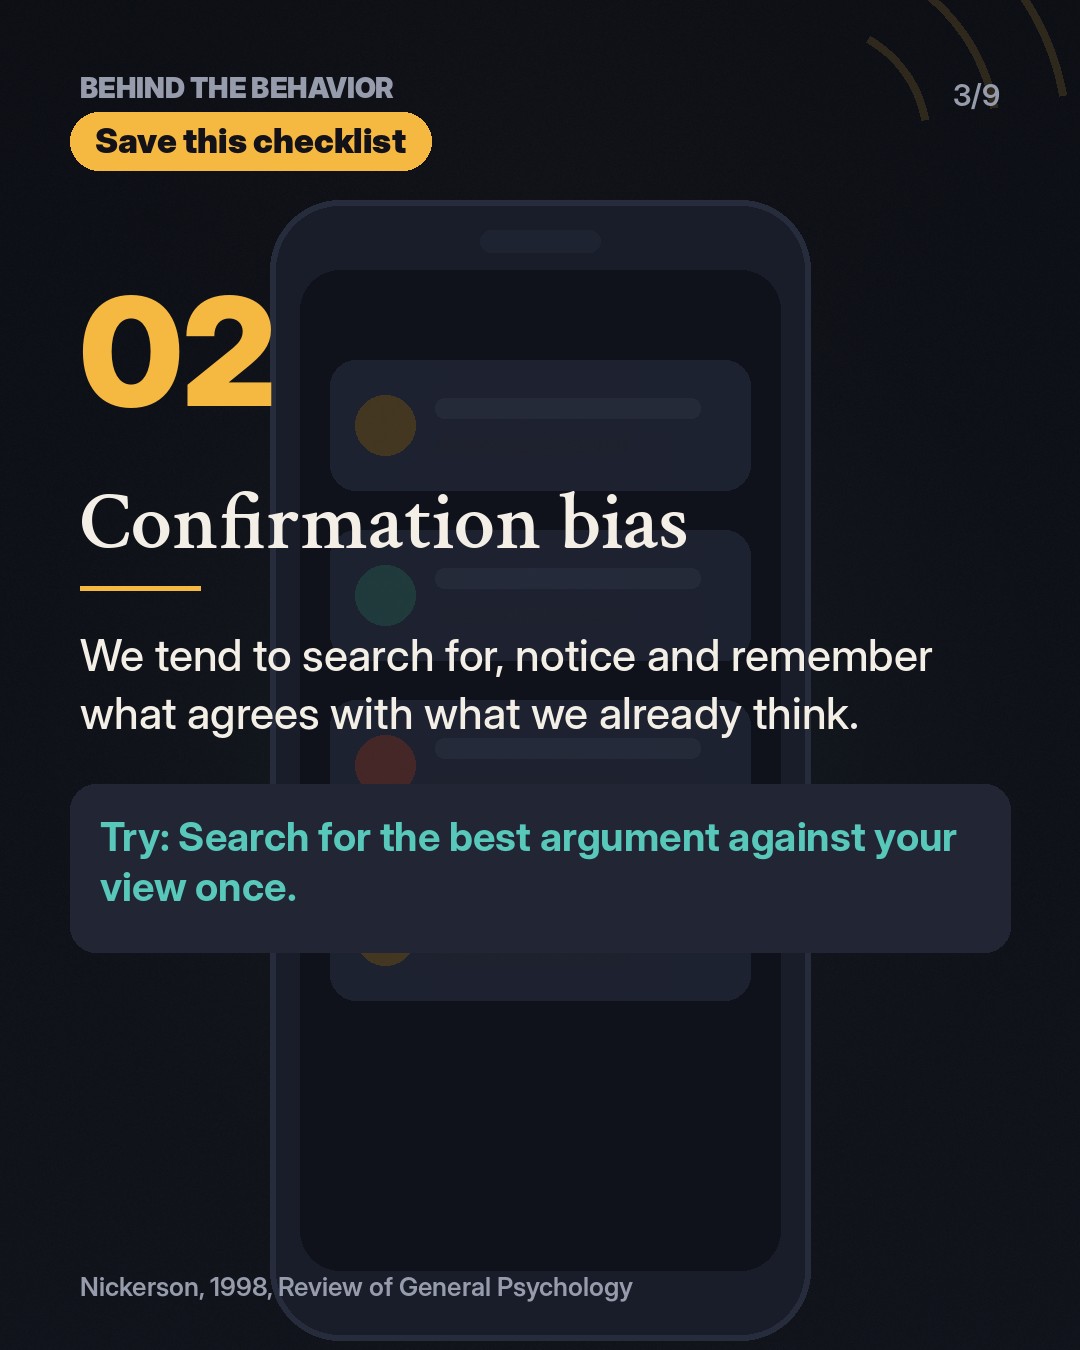 BEHIND THE BEHAVIOR
3/9
Save this checklist
02
Confirmation bias
We tend to search for, notice and remember
what agrees with what we already think.
Try: Search for the best argument against your
view once.
Nickerson, 1998, Review of General Psychology